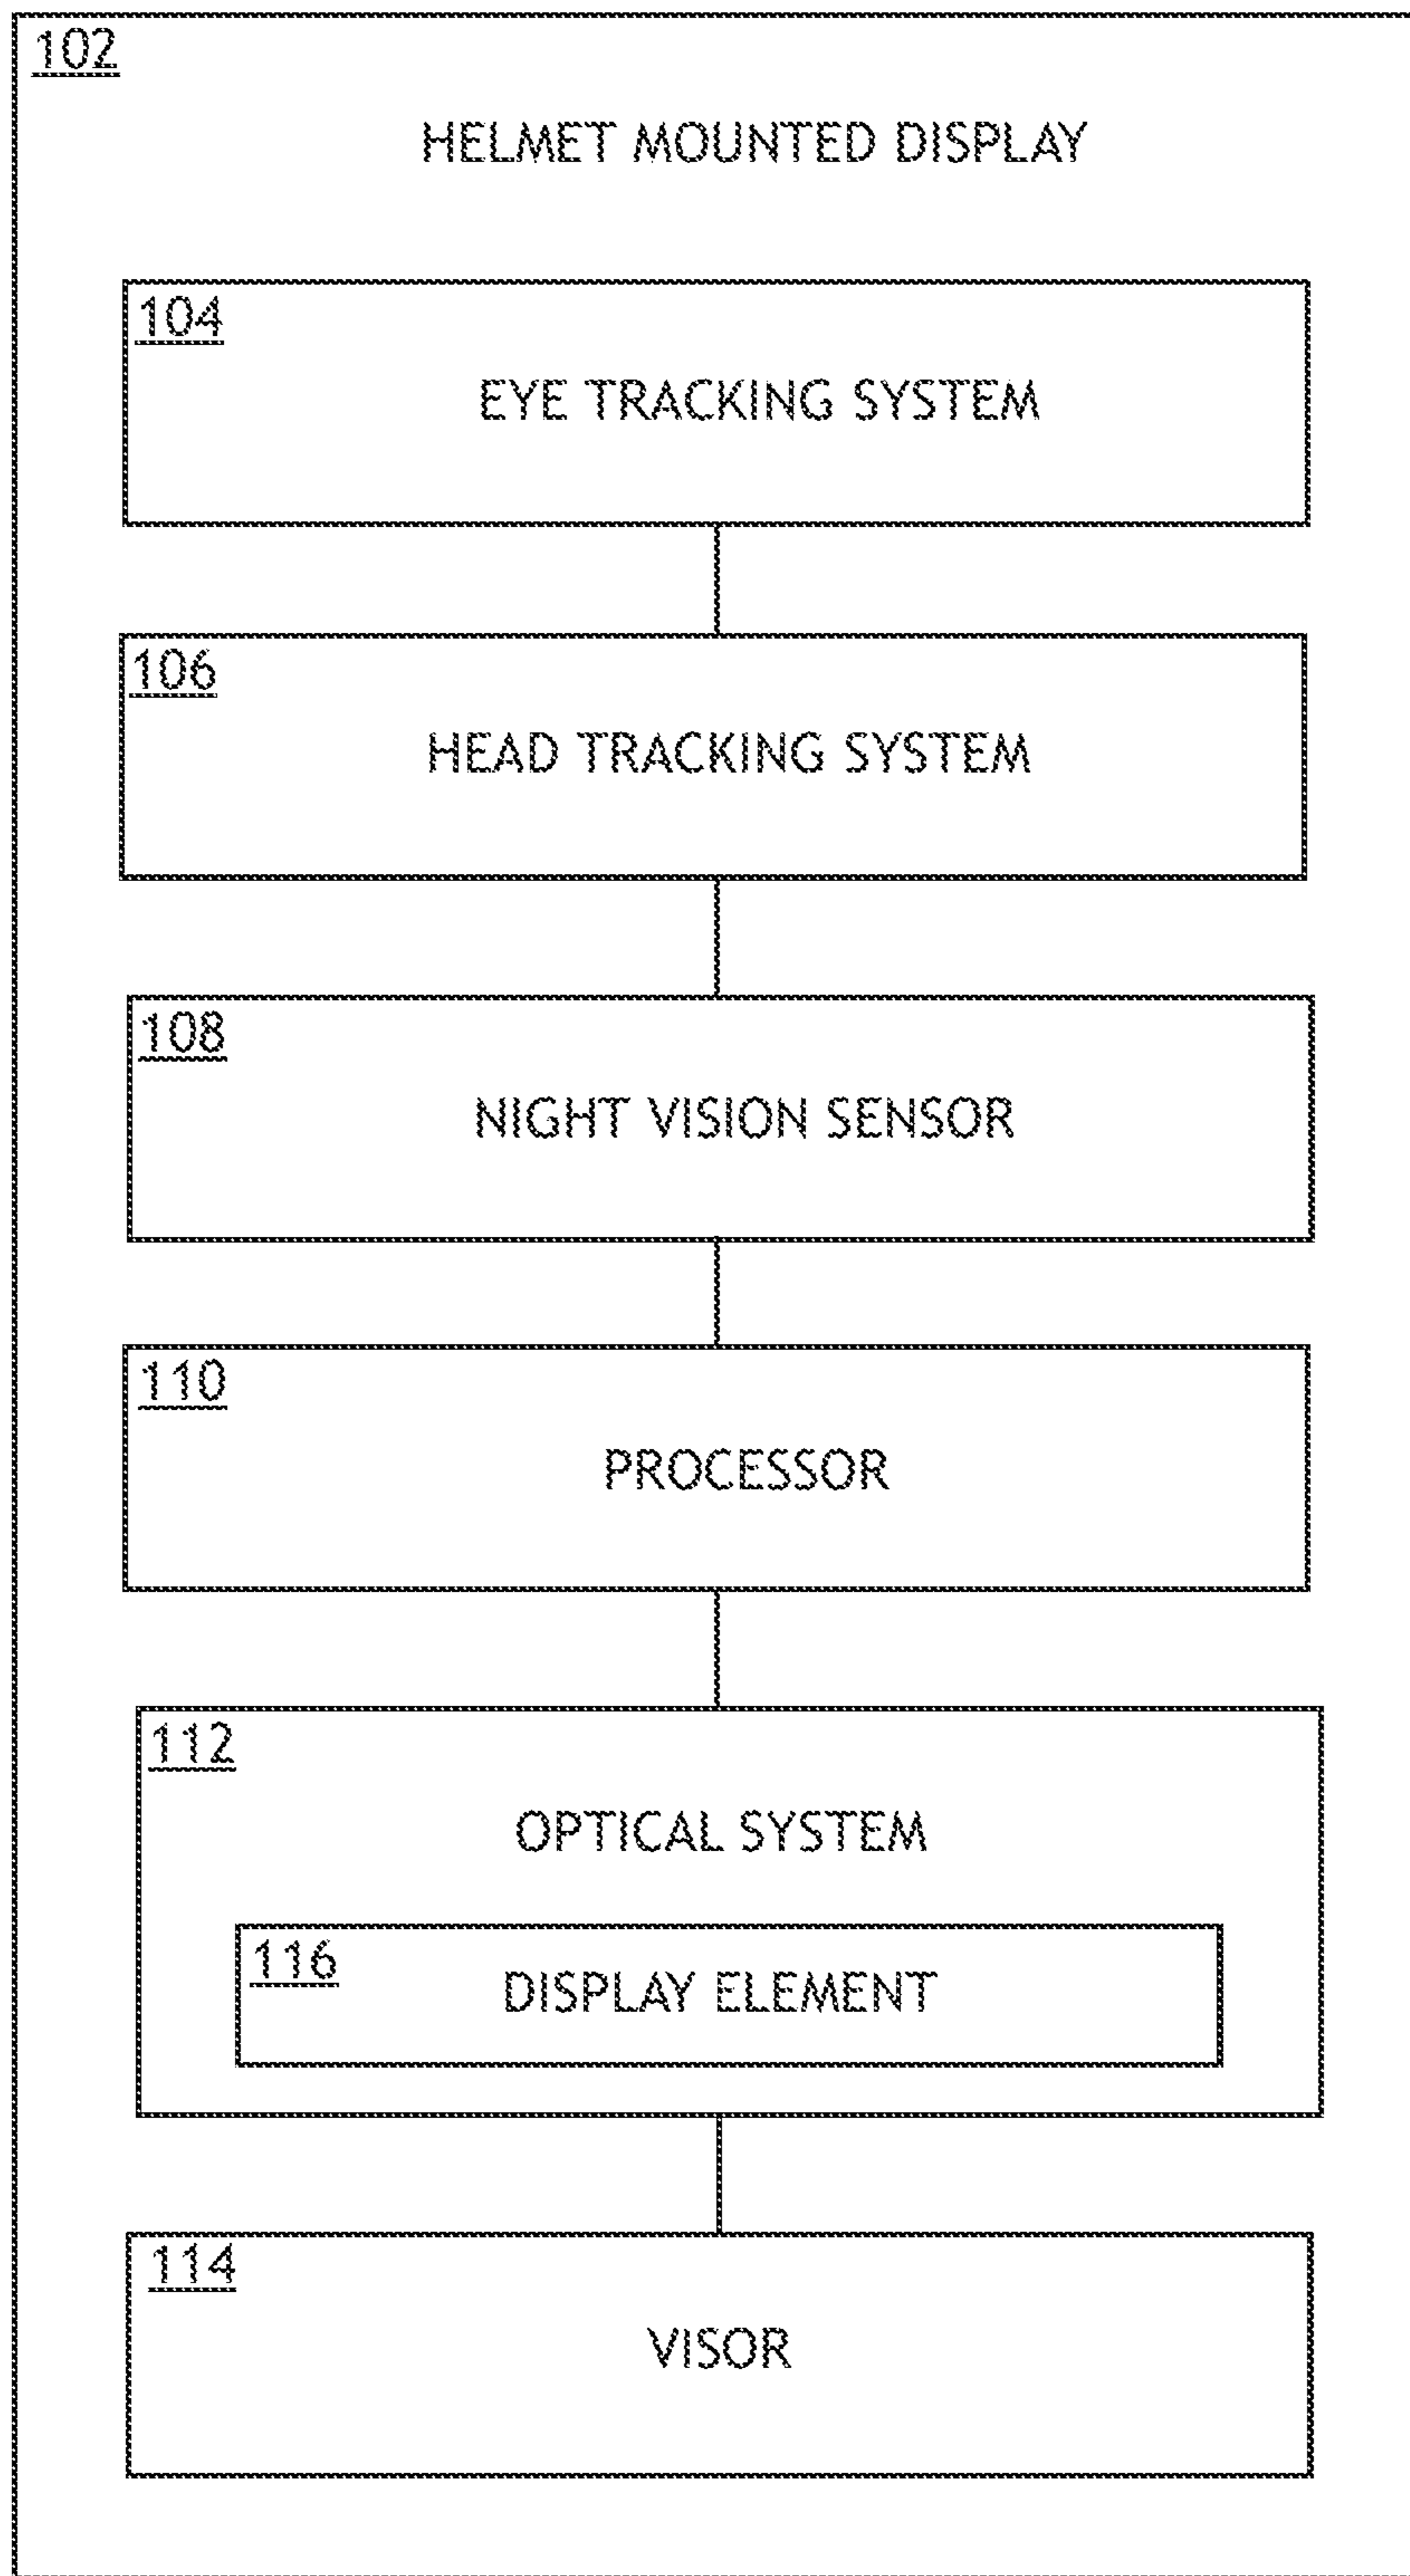 102
HELMET MOUNTED DISPLAY
104
EYE TRACKING SYSTEM
106
HEAD TRACKING SYSTEM
108
NIGHT VISION SENSOR
110
PROCESSOR
112
OPTICAL SYSTEM
116
DISPLAY ELEMENT
114
VISOR